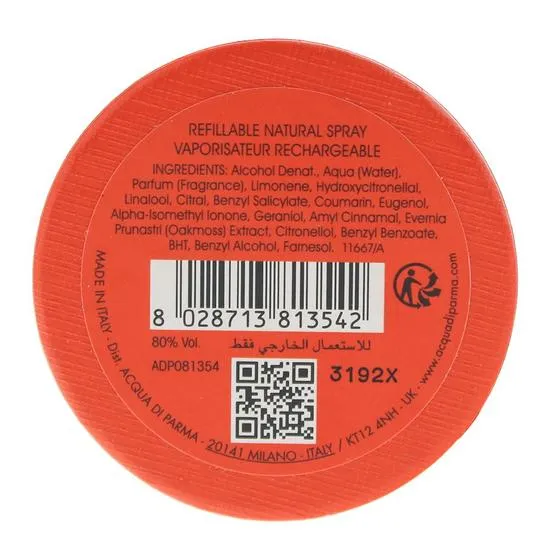 REFILLABLE NATURAL SPRAY
VAPORISATEUR RECHARGEABLE
INGREDIENTS: Alcohol Denat., Aqua (Water),
Parfum (Fragrance), Limonene, Hydroxycitronellal,
Linalool, Citral, Benzyl Salicylate, Coumarin, Eugenol,
Alpha-Isomethyl Ionone, Geraniol, Amyl Cinnamal, Evernia
Prunastri (Oakmoss) Extract, Citronellol, Benzyl Benzoate,
BHT, Benzyl Alcohol, Farnesol. 11667/A
8 028713 813542
80% Vol.
للاستعمال الخارجي فقط
ADP081354
3192X
MADE IN ITALY - Dist. ACQUA DI PARMA - 20141 MILANO - ITALY / KT12 4NH - UK - www.acquadiparma.com